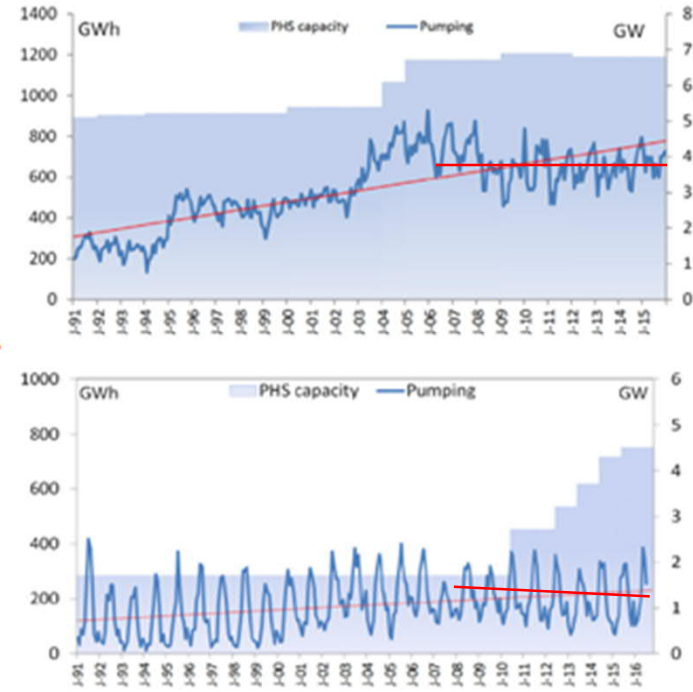 1400
GWh
PHS capacity
Pumping
GW
8
1200
7
1000
6
800
5
600
4
400
3
200
2
0
1
0
J-91
J-92
J-93
J-94
J-95
J-96
J-97
J-98
J-99
J-00
J-01
J-02
J-03
J-04
J-05
J-06
J-07
J-08
J-09
J-10
J-11
J-12
J-13
J-14
J-15
1000
GWh
PHS capacity
Pumping
GW
6
800
5
600
4
400
3
200
2
0
1
0
J-91
J-92
J-93
J-94
J-95
J-96
J-97
J-98
J-99
J-00
J-01
J-02
J-03
J-04
J-05
J-06
J-07
J-08
J-09
J-10
J-11
J-12
J-13
J-14
J-15
J-16